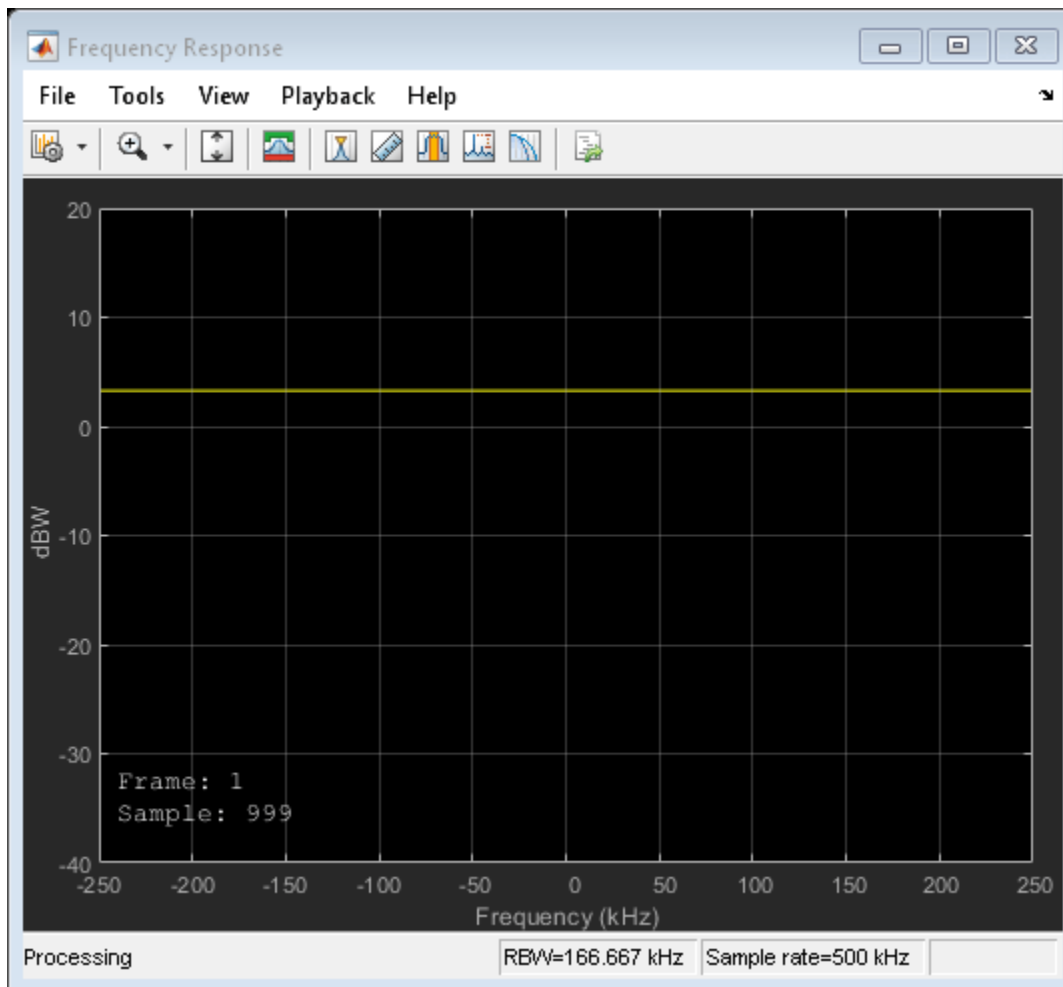 Frequency Response
File Tools View Playback Help
20
10
0
-10
-20
-30
-40
dBW
Frame: 1
Sample: 999
-250 -200 -150 -100 -50 0 50 100 150 200 250
Frequency (kHz)
Processing RBW=166.667 kHz Sample rate=500 kHz